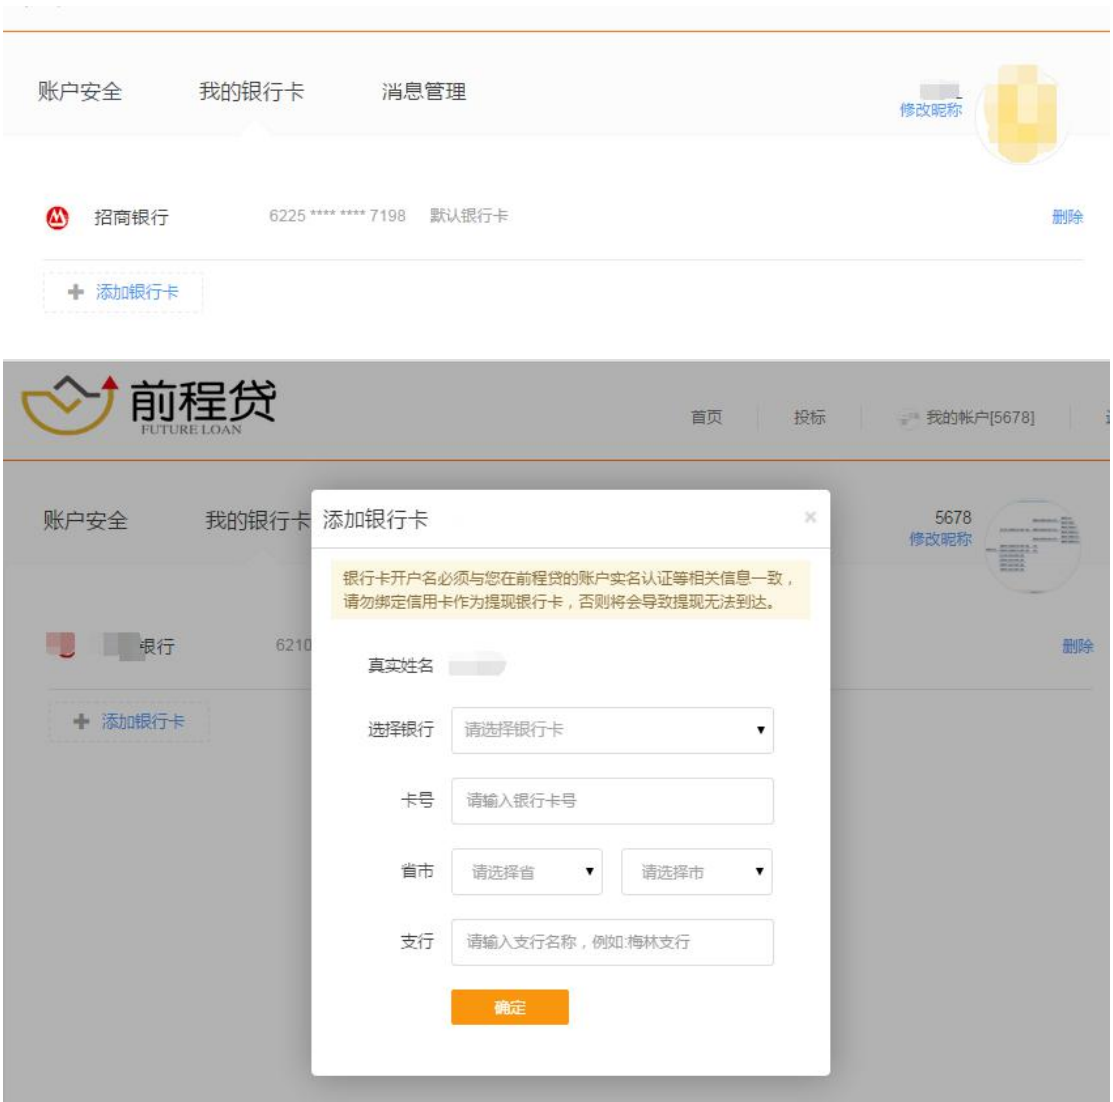 账户安全 我的银行卡 消息管理
修改昵称
招商银行 6225 **** **** 7198 默认银行卡 删除
+ 添加银行卡
前程贷
FUTURE LOAN
首页 投标 我的帐户[5678]
账户安全 我的银行卡
5678
修改昵称
银行 6210 删除
+ 添加银行卡
添加银行卡 ×
银行卡开户名必须与您在前程贷的账户实名认证等相关信息一致，
请勿绑定信用卡作为提现银行卡，否则将会导致提现无法到达。
真实姓名
选择银行 请选择银行卡
卡号 请输入银行卡号
省市 请选择省 请选择市
支行 请输入支行名称，例如:梅林支行
确定